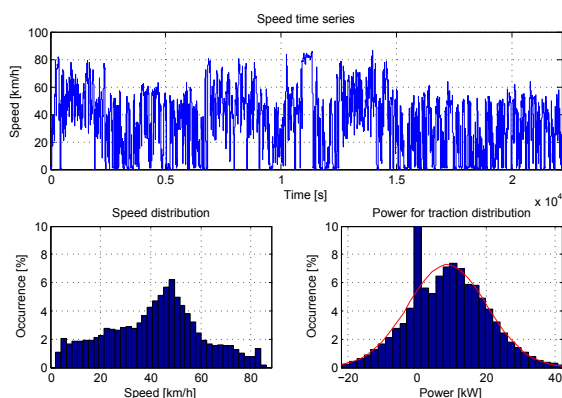 Speed time series
100
80
60
40
20
0
Speed [km/h]
0 0.5 1 1.5 2
Time [s]
x 10⁴
Speed distribution
10
8
6
4
2
0
Occurrence [%]
0 20 40 60 80
Speed [km/h]
Power for traction distribution
10
8
6
4
2
0
Occurrence [%]
−20 0 20 40
Power [kW]